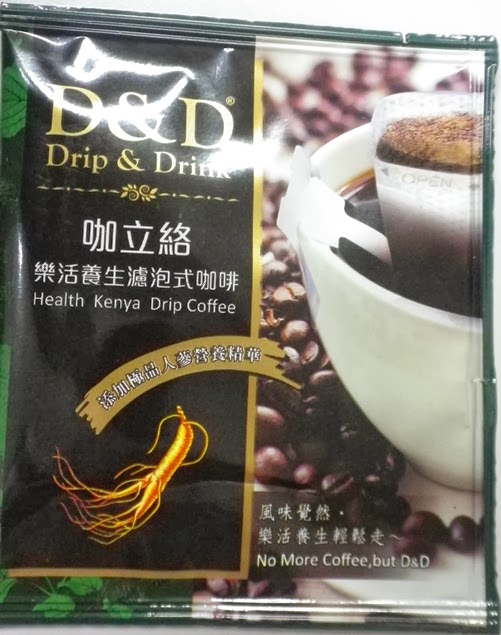 D&D®
Drip & Drink
咖立絡
樂活養生濾泡式咖啡
Health Kenya Drip Coffee
添加極品人蔘營養精華
OPEN
風味覺然·
樂活養生輕鬆走~
No More Coffee,but D&D